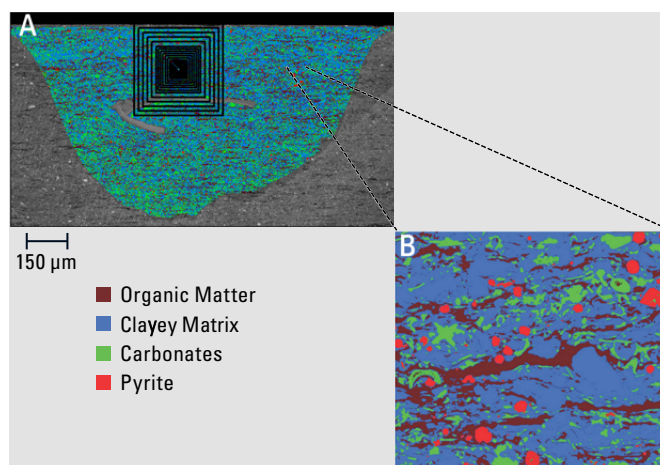 A
B
150 µm
Organic Matter
Clayey Matrix
Carbonates
Pyrite